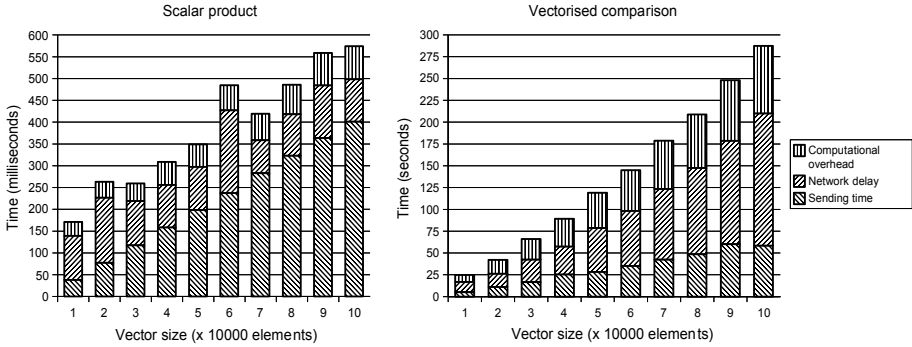 Scalar product
Time (milliseconds)
600
550
500
450
400
350
300
250
200
150
100
50
0
1 2 3 4 5 6 7 8 9 10
Vector size (x 10000 elements)
Vectorised comparison
Time (seconds)
300
275
250
225
200
175
150
125
100
75
50
25
0
1 2 3 4 5 6 7 8 9 10
Vector size (x 10000 elements)
Computational
overhead
Network delay
Sending time